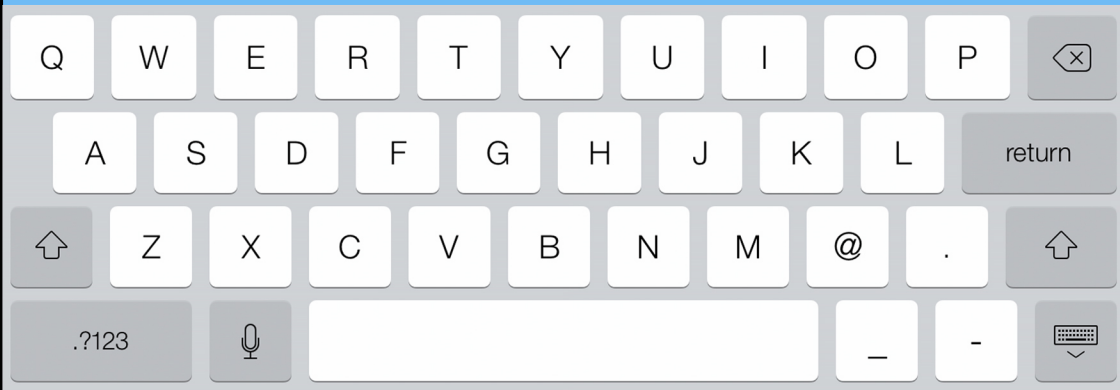 Q W E R T Y U I O P
A S D F G H J K L return
Z X C V B N M @ .
.?123 _ -